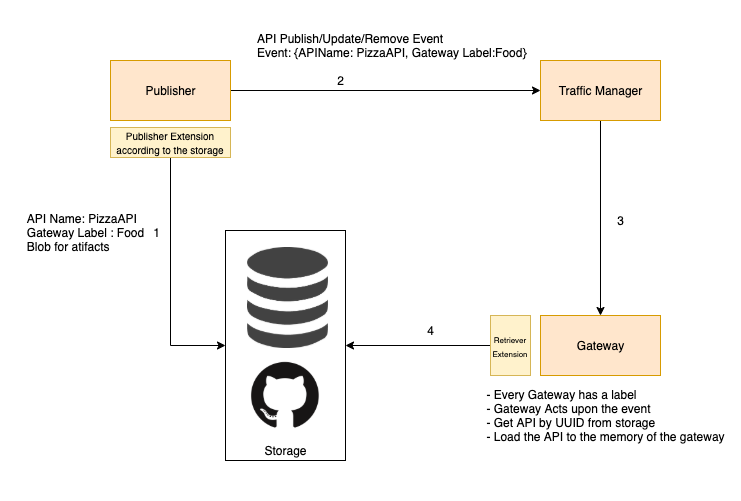 API Publish/Update/Remove Event
Event: {APIName: PizzaAPI, Gateway Label:Food}
2
Publisher
Traffic Manager
Publisher Extension
according to the storage
API Name: PizzaAPI
Gateway Label : Food
Blob for atifacts
1
3
4
Retriever
Extension
Gateway
- Every Gateway has a label
- Gateway Acts upon the event
- Get API by UUID from storage
- Load the API to the memory of the gateway
Storage